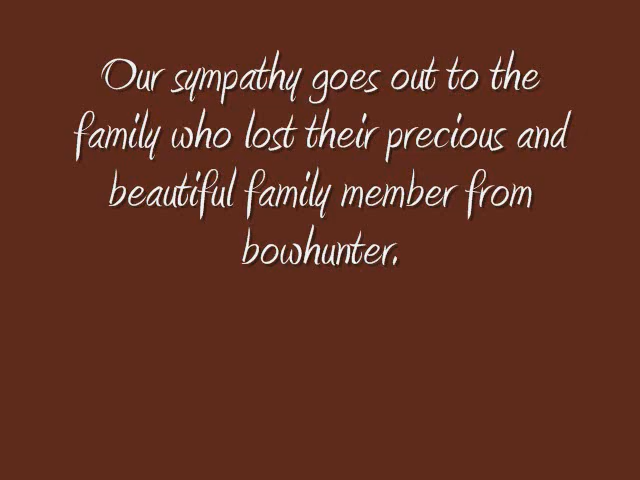 Our sympathy goes out to the
family who lost their precious and
beautiful family member from
bowhunter.